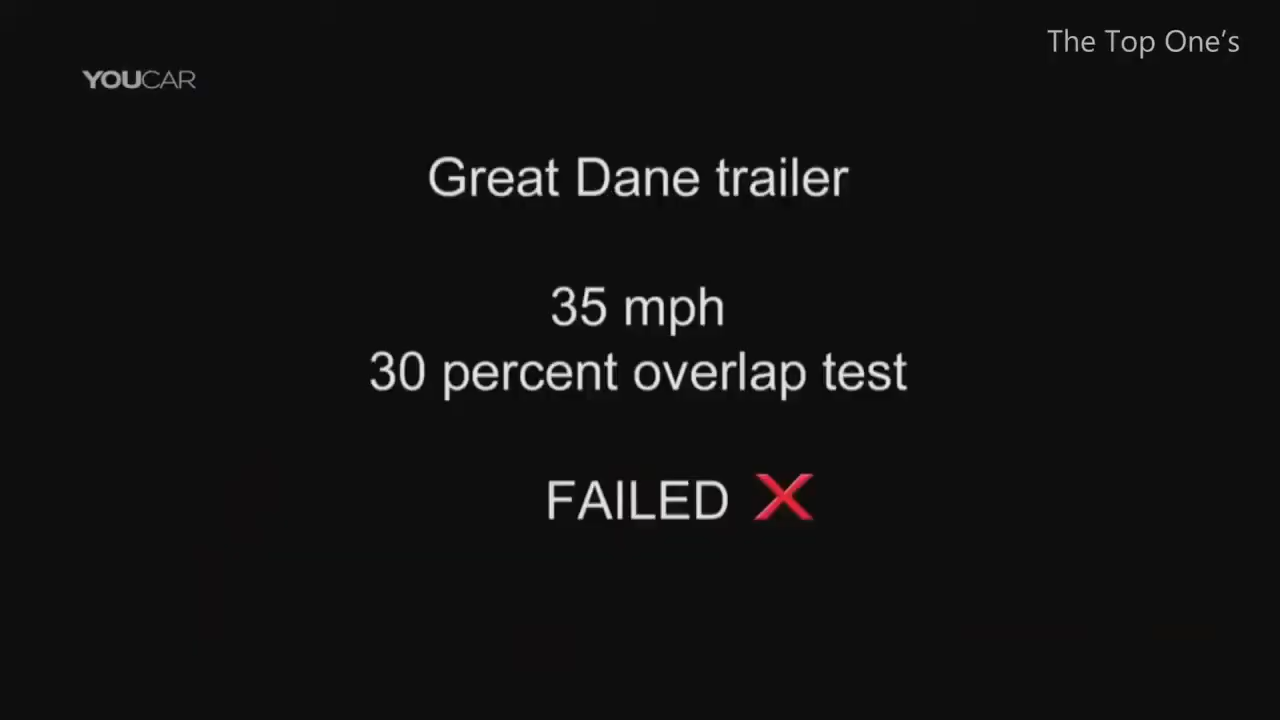 The Top One's
YOUCAR
Great Dane trailer
35 mph
30 percent overlap test
FAILED